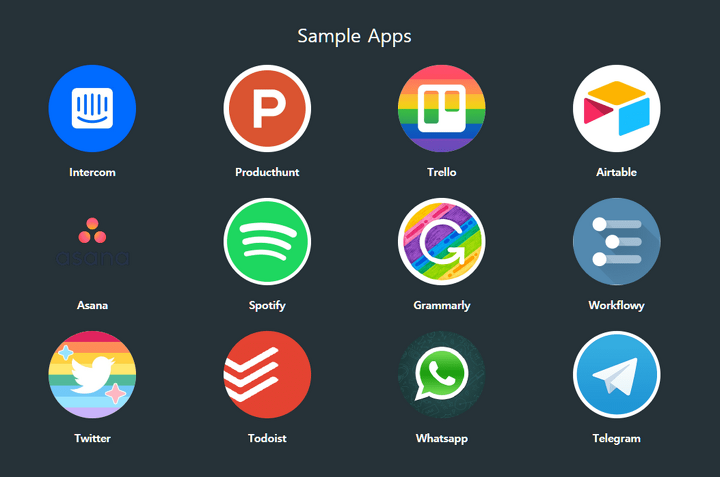 Sample Apps
P
Intercom
Producthunt
Trello
Airtable
asana
Asana
Spotify
Grammarly
Workflowy
Twitter
Todoist
Whatsapp
Telegram